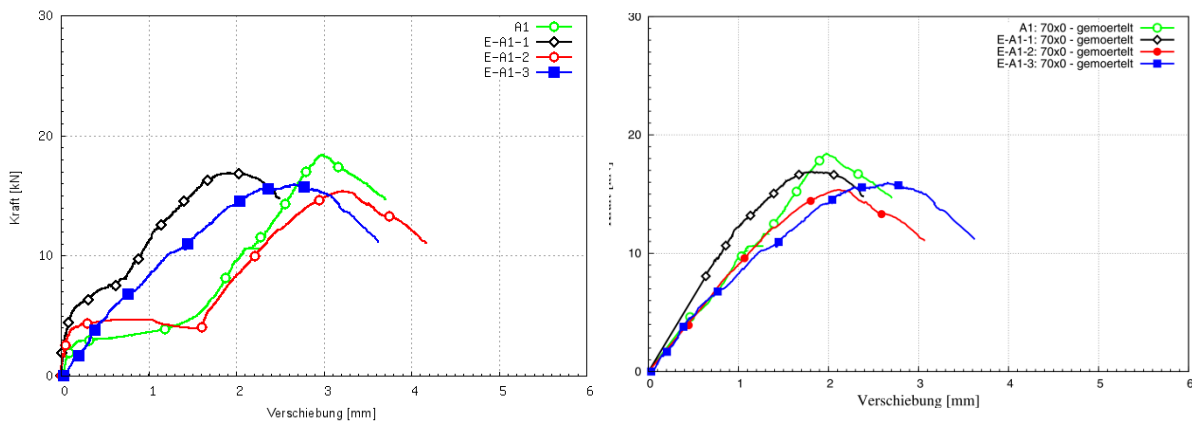 30
20
10
0
0
1
2
3
4
5
6
Kraft [kN]
Verschiebung [mm]
A1
E-A1-1
E-A1-2
E-A1-3
30
20
10
0
0
1
2
3
4
5
6
Verschiebung [mm]
A1: 70x0 - gemoertelt
E-A1-1: 70x0 - gemoertelt
E-A1-2: 70x0 - gemoertelt
E-A1-3: 70x0 - gemoertelt